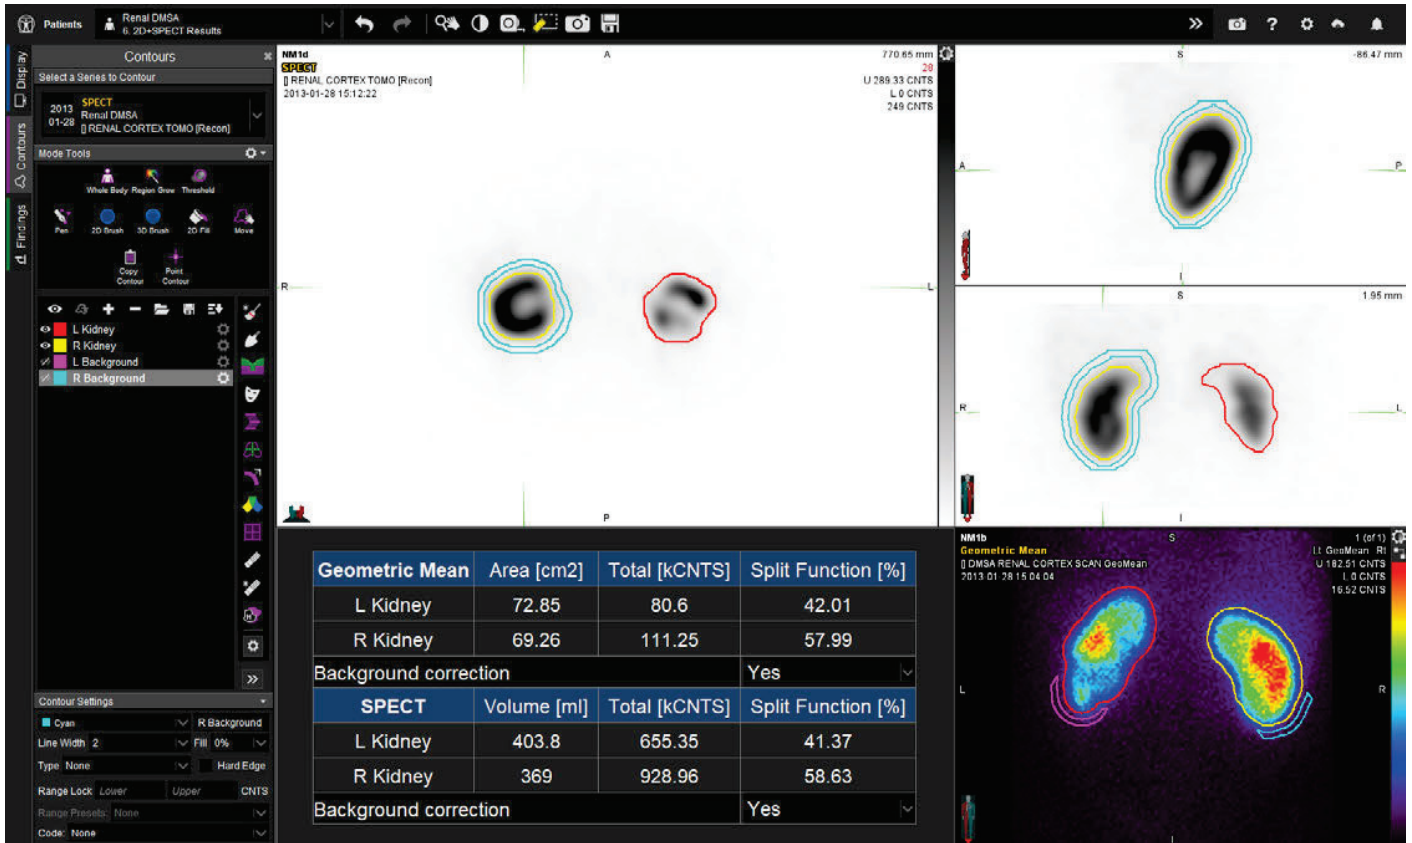 Patients
Renal DMSA
6. 2D+SPECT Results
Display
Contours
Findings
Contours
Select a Series to Contour
2013
01-28
SPECT
Renal DMSA
[] RENAL CORTEX TOMO [Recon]
Mode Tools
Whole Body Region Grow Threshold
Pen 2D Brush 3D Brush 2D Fill Move
Copy Contour
Point Contour
L Kidney
R Kidney
L Background
R Background
Contour Settings
Cyan R Background
Line Width 2 Fill 0%
Type None Hard Edge
Range Lock Lower Upper CNTS
Range Presets: None
Code: None
NM1d
SPECT
[] RENAL CORTEX TOMO [Recon]
2013-01-28 15:12:22
A
770.65 mm
28
U 289.33 CNTS
L 0 CNTS
249 CNTS
R
L
P
S
-86.47 mm
A
P
I
S
1.95 mm
R
L
I
Geometric Mean Area [cm2] Total [kCNTS] Split Function [%]
L Kidney 72.85 80.6 42.01
R Kidney 69.26 111.25 57.99
Background correction Yes
SPECT Volume [ml] Total [kCNTS] Split Function [%]
L Kidney 403.8 655.35 41.37
R Kidney 369 928.96 58.63
Background correction Yes
NM1b
Geometric Mean
[] DMSA RENAL CORTEX SCAN GeoMean
2013 01 28 15 04 04
S
1 (of 1)
Lt GeoMean Rt
U 182.51 CNTS
L 0 CNTS
16.52 CNTS
L
R
I